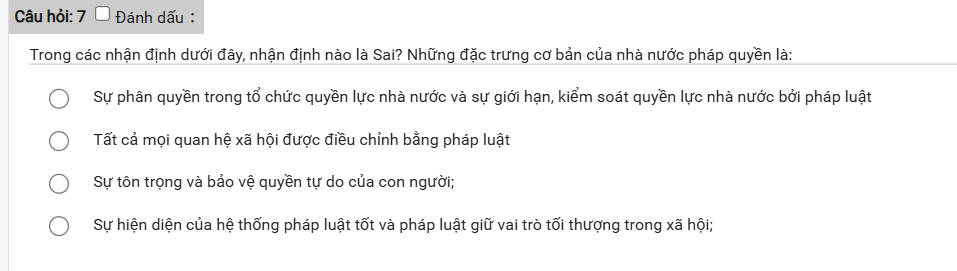 Câu hỏi: 7 Đánh dấu :
Trong các nhận định dưới đây, nhận định nào là Sai? Những đặc trưng cơ bản của nhà nước pháp quyền là:
Sự phân quyền trong tổ chức quyền lực nhà nước và sự giới hạn, kiểm soát quyền lực nhà nước bởi pháp luật
Tất cả mọi quan hệ xã hội được điều chỉnh bằng pháp luật
Sự tôn trọng và bảo vệ quyền tự do của con người;
Sự hiện diện của hệ thống pháp luật tốt và pháp luật giữ vai trò tối thượng trong xã hội;